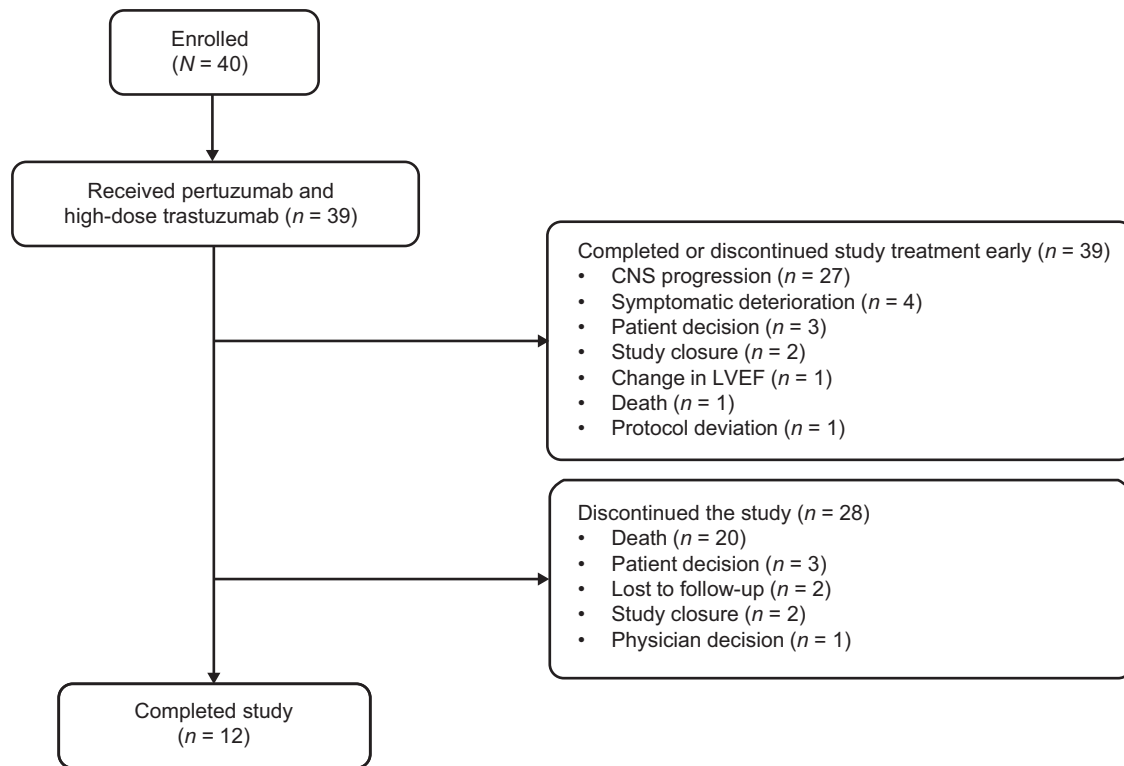 Enrolled
(N = 40)
Received pertuzumab and
high-dose trastuzumab (n = 39)
Completed or discontinued study treatment early (n = 39)
• CNS progression (n = 27)
• Symptomatic deterioration (n = 4)
• Patient decision (n = 3)
• Study closure (n = 2)
• Change in LVEF (n = 1)
• Death (n = 1)
• Protocol deviation (n = 1)
Discontinued the study (n = 28)
• Death (n = 20)
• Patient decision (n = 3)
• Lost to follow-up (n = 2)
• Study closure (n = 2)
• Physician decision (n = 1)
Completed study
(n = 12)